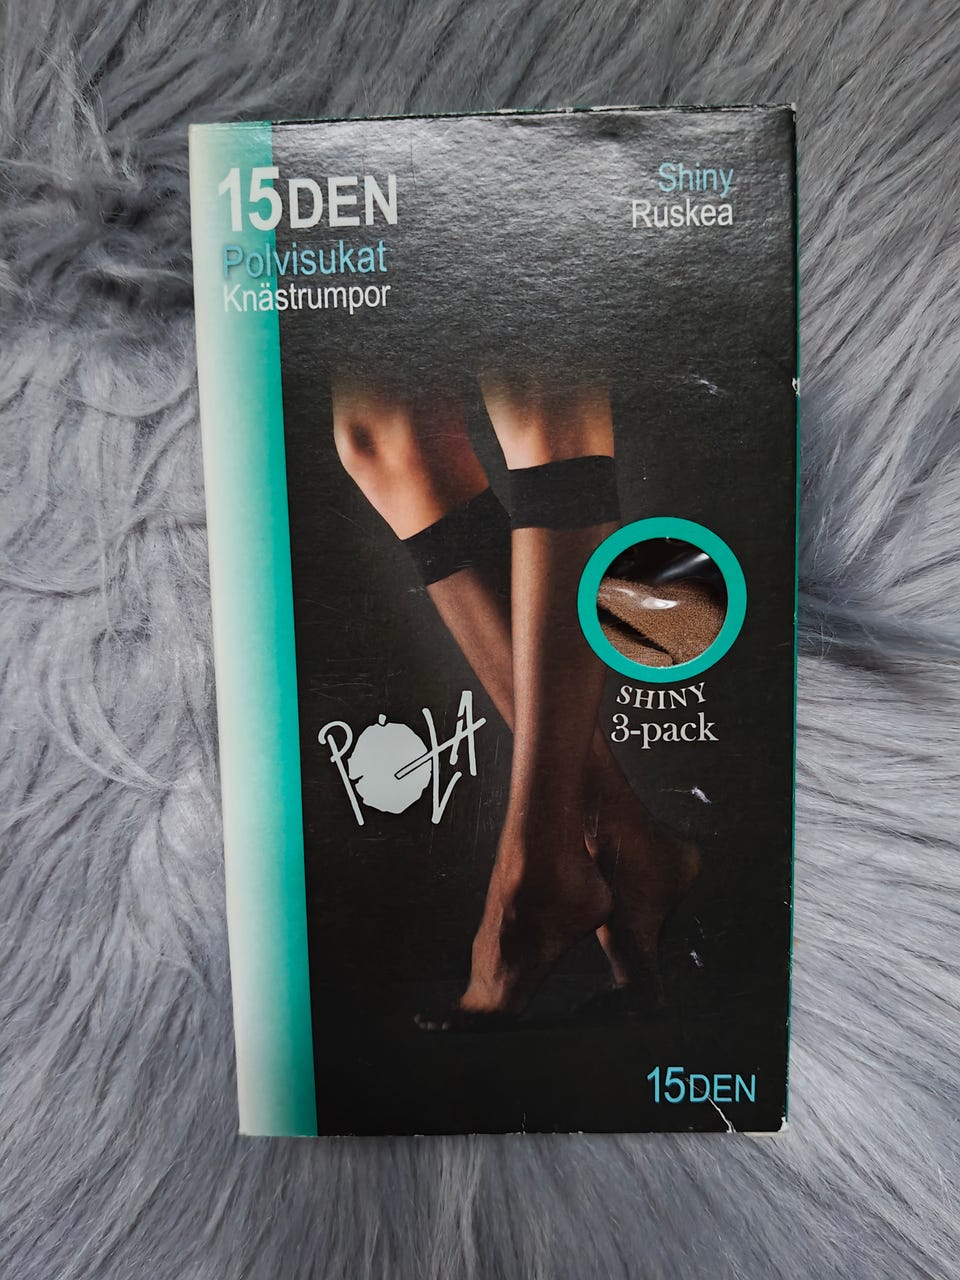 15DEN
Polvisukat
Knästrumpor
Shiny
Ruskea
SHINY
3-pack
POLA
15DEN